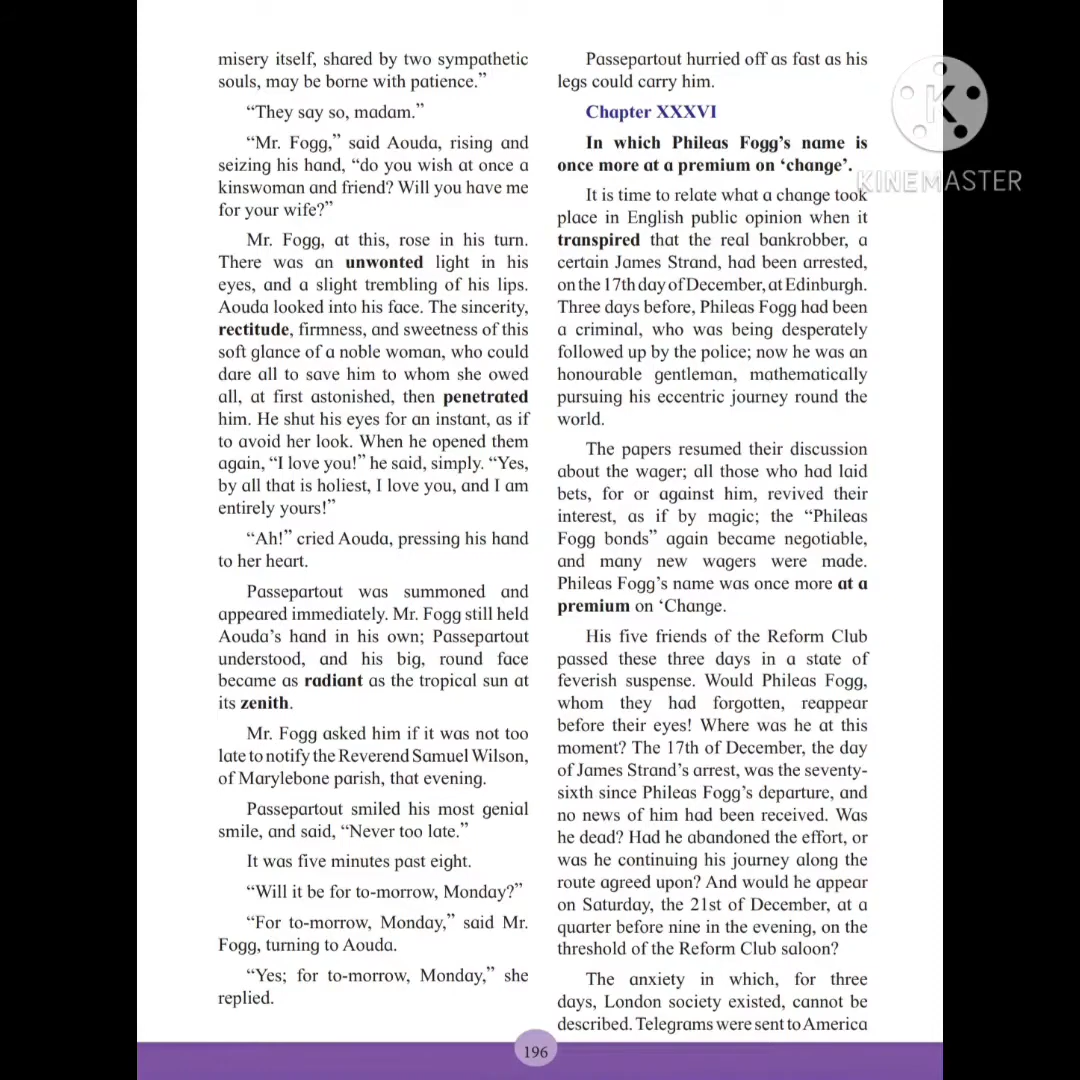 misery itself, shared by two sympathetic
souls, may be borne with patience.”
“They say so, madam.”
“Mr. Fogg,” said Aouda, rising and
seizing his hand, “do you wish at once a
kinswoman and friend? Will you have me
for your wife?”
Mr. Fogg, at this, rose in his turn.
There was an unwonted light in his
eyes, and a slight trembling of his lips.
Aouda looked into his face. The sincerity,
rectitude, firmness, and sweetness of this
soft glance of a noble woman, who could
dare all to save him to whom she owed
all, at first astonished, then penetrated
him. He shut his eyes for an instant, as if
to avoid her look. When he opened them
again, “I love you!” he said, simply. “Yes,
by all that is holiest, I love you, and I am
entirely yours!”
“Ah!” cried Aouda, pressing his hand
to her heart.
Passepartout was summoned and
appeared immediately. Mr. Fogg still held
Aouda’s hand in his own; Passepartout
understood, and his big, round face
became as radiant as the tropical sun at
its zenith.
Mr. Fogg asked him if it was not too
late to notify the Reverend Samuel Wilson,
of Marylebone parish, that evening.
Passepartout smiled his most genial
smile, and said, “Never too late.”
It was five minutes past eight.
“Will it be for to-morrow, Monday?”
“For to-morrow, Monday,” said Mr.
Fogg, turning to Aouda.
“Yes; for to-morrow, Monday,” she
replied.
Passepartout hurried off as fast as his
legs could carry him.
Chapter XXXVI
In which Phileas Fogg’s name is
once more at a premium on ‘change’.
It is time to relate what a change took
place in English public opinion when it
transpired that the real bankrobber, a
certain James Strand, had been arrested,
on the 17th day of December, at Edinburgh.
Three days before, Phileas Fogg had been
a criminal, who was being desperately
followed up by the police; now he was an
honourable gentleman, mathematically
pursuing his eccentric journey round the
world.
The papers resumed their discussion
about the wager; all those who had laid
bets, for or against him, revived their
interest, as if by magic; the “Phileas
Fogg bonds” again became negotiable,
and many new wagers were made.
Phileas Fogg’s name was once more at a
premium on ‘Change.
His five friends of the Reform Club
passed these three days in a state of
feverish suspense. Would Phileas Fogg,
whom they had forgotten, reappear
before their eyes! Where was he at this
moment? The 17th of December, the day
of James Strand’s arrest, was the seventy-
sixth since Phileas Fogg’s departure, and
no news of him had been received. Was
he dead? Had he abandoned the effort, or
was he continuing his journey along the
route agreed upon? And would he appear
on Saturday, the 21st of December, at a
quarter before nine in the evening, on the
threshold of the Reform Club saloon?
The anxiety in which, for three
days, London society existed, cannot be
described. Telegrams were sent to America
196
K
KINEMASTER